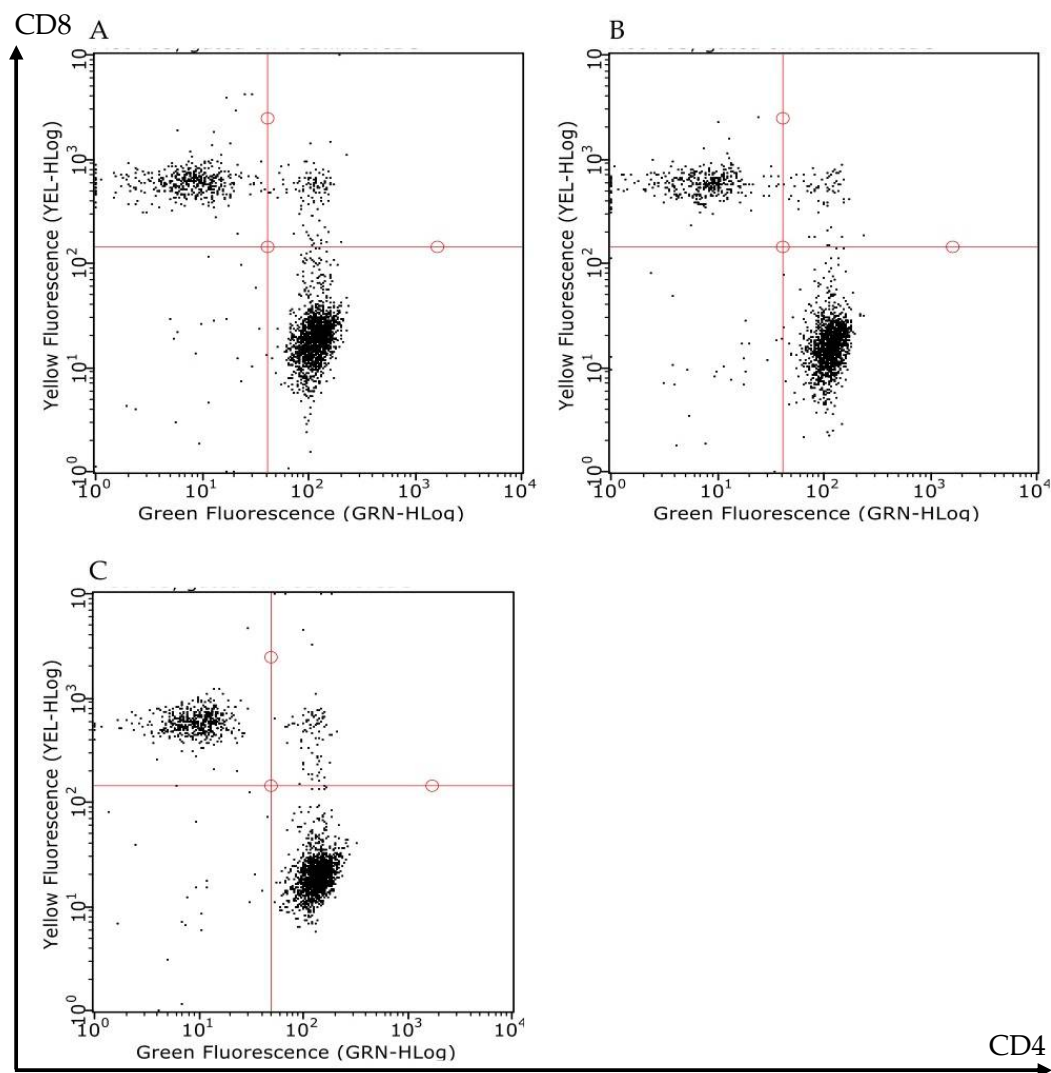 CD8
A
B
Yellow Fluorescence (YEL-HLog)
10
10³
10²
10¹
10⁰
10⁰ 10¹ 10² 10³ 10⁴
Green Fluorescence (GRN-HLog)
Yellow Fluorescence (YEL-HLog)
10
10³
10²
10¹
10⁰
10⁰ 10¹ 10² 10³ 10⁴
Green Fluorescence (GRN-HLog)
C
Yellow Fluorescence (YEL-HLog)
10
10³
10²
10¹
10⁰
10⁰ 10¹ 10² 10³ 10⁴
Green Fluorescence (GRN-HLog)
CD4